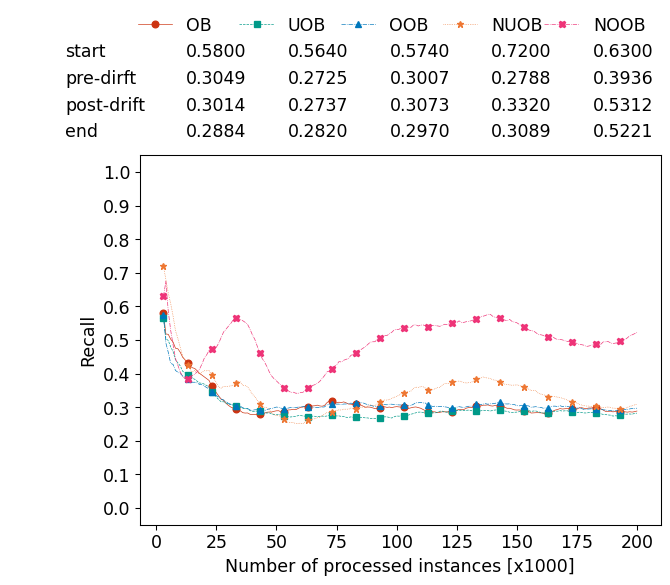 OB UOB OOB NUOB NOOB
start 0.5800 0.5640 0.5740 0.7200 0.6300
pre-dirft 0.3049 0.2725 0.3007 0.2788 0.3936
post-drift 0.3014 0.2737 0.3073 0.3320 0.5312
end 0.2884 0.2820 0.2970 0.3089 0.5221
1.0
0.9
0.8
0.7
0.6
0.5
0.4
0.3
0.2
0.1
0.0
Recall
0 25 50 75 100 125 150 175 200
Number of processed instances [x1000]